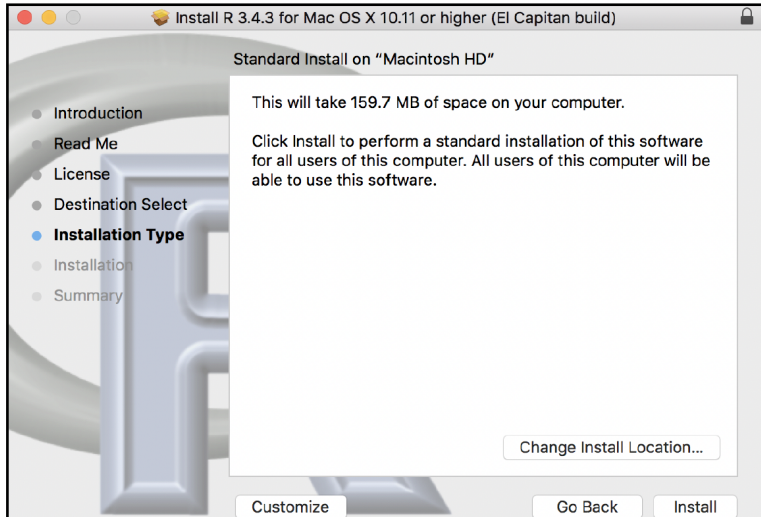 Install R 3.4.3 for Mac OS X 10.11 or higher (El Capitan build)
Standard Install on “Macintosh HD”
Introduction
Read Me
License
Destination Select
Installation Type
Installation
Summary
This will take 159.7 MB of space on your computer.
Click Install to perform a standard installation of this software
for all users of this computer. All users of this computer will be
able to use this software.
Change Install Location...
Customize
Go Back
Install